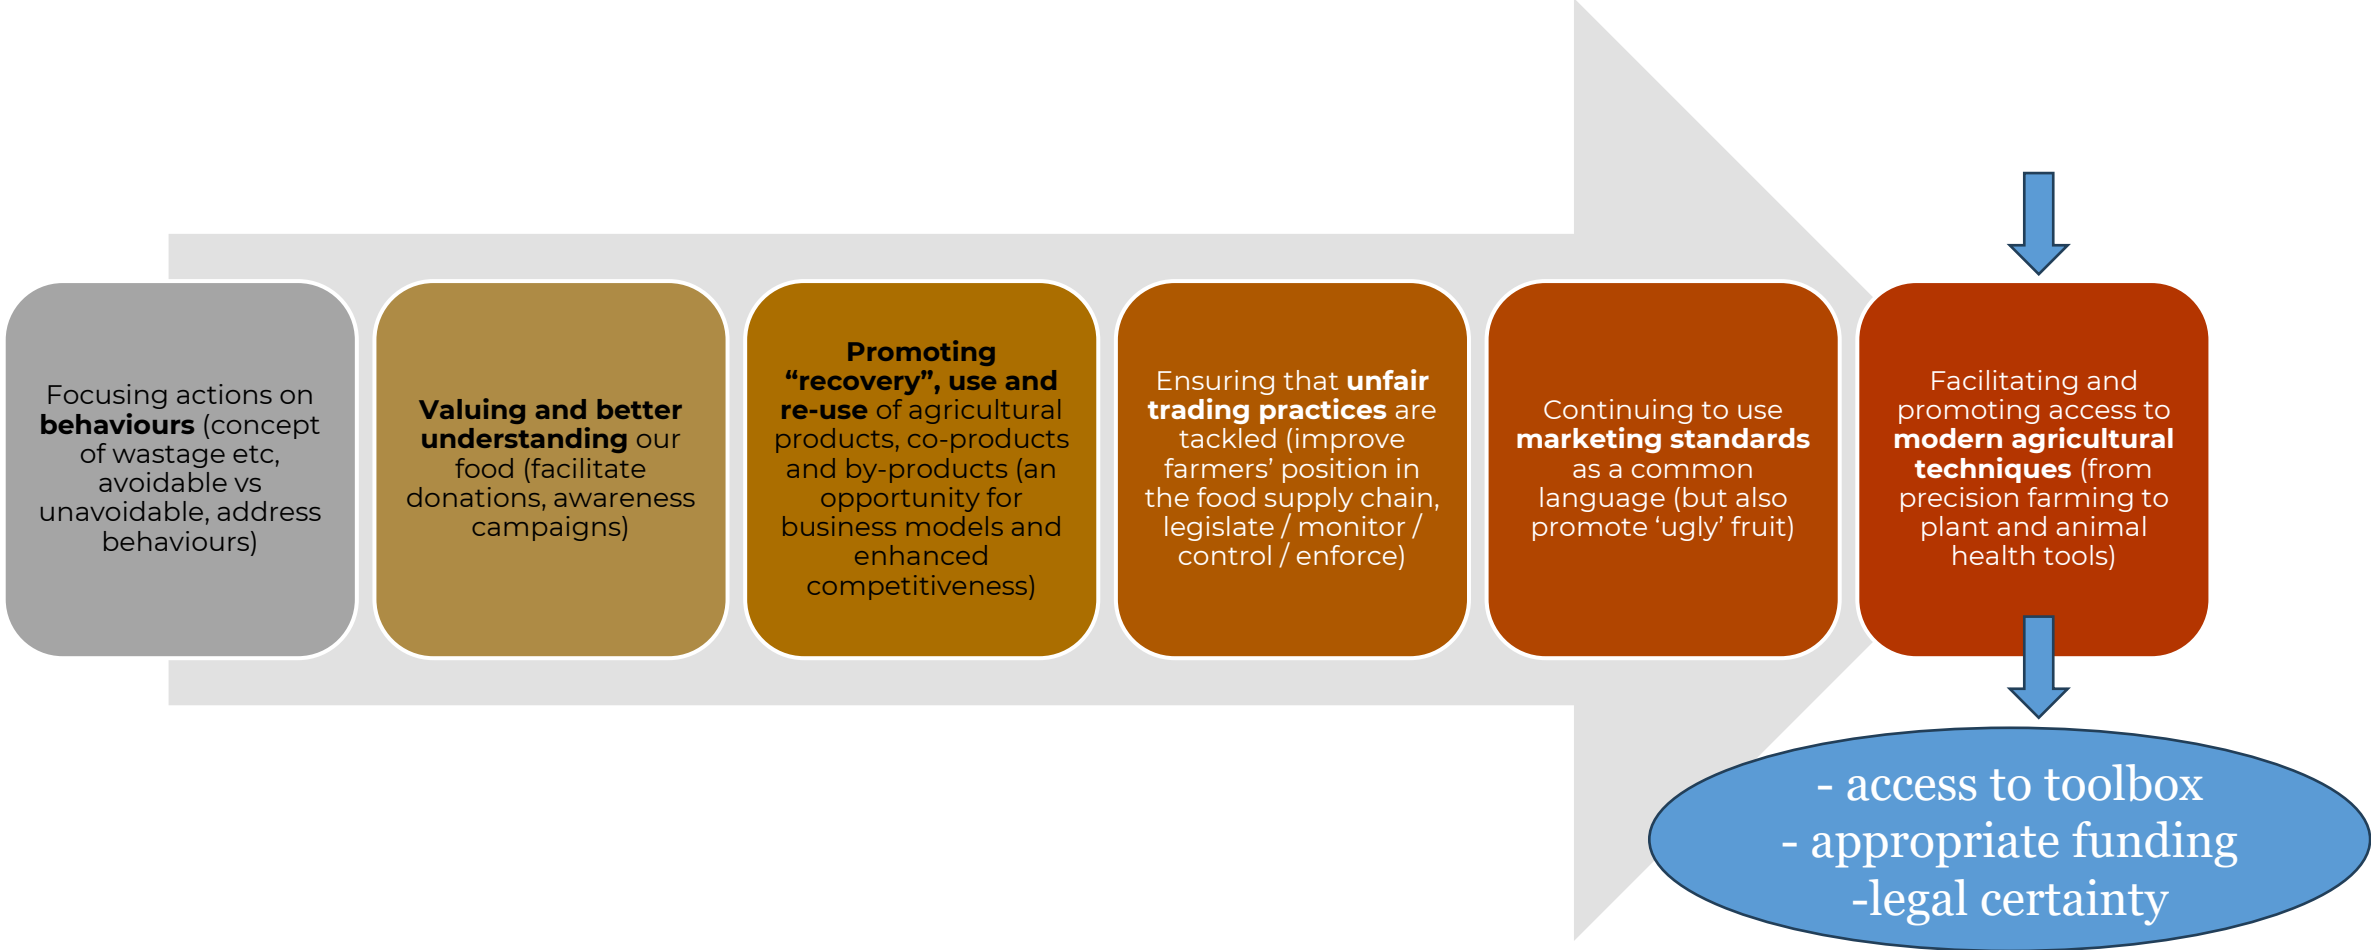 Focusing actions on
behaviours (concept
of wastage etc,
avoidable vs
unavoidable, address
behaviours)
Valuing and better
understanding our
food (facilitate
donations, awareness
campaigns)
Promoting
“recovery”, use and
re-use of agricultural
products, co-products
and by-products (an
opportunity for
business models and
enhanced
competitiveness)
Ensuring that unfair
trading practices are
tackled (improve
farmers’ position in
the food supply chain,
legislate / monitor /
control / enforce)
Continuing to use
marketing standards
as a common
language (but also
promote ‘ugly’ fruit)
Facilitating and
promoting access to
modern agricultural
techniques (from
precision farming to
plant and animal
health tools)
- access to toolbox
- appropriate funding
-legal certainty